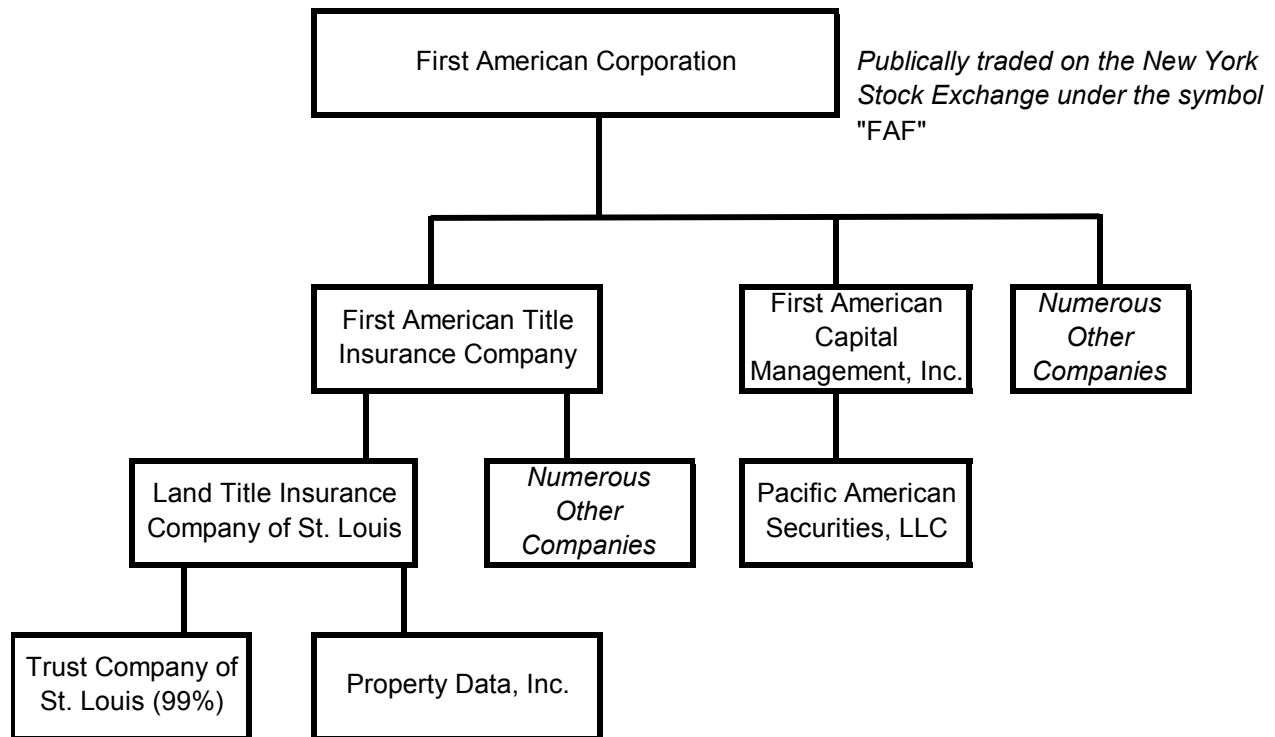 First American Corporation
Publically traded on the New York
Stock Exchange under the symbol
"FAF"
First American Title
Insurance Company
First American
Capital
Management, Inc.
Numerous
Other
Companies
Land Title Insurance
Company of St. Louis
Numerous
Other
Companies
Pacific American
Securities, LLC
Trust Company of
St. Louis (99%)
Property Data, Inc.